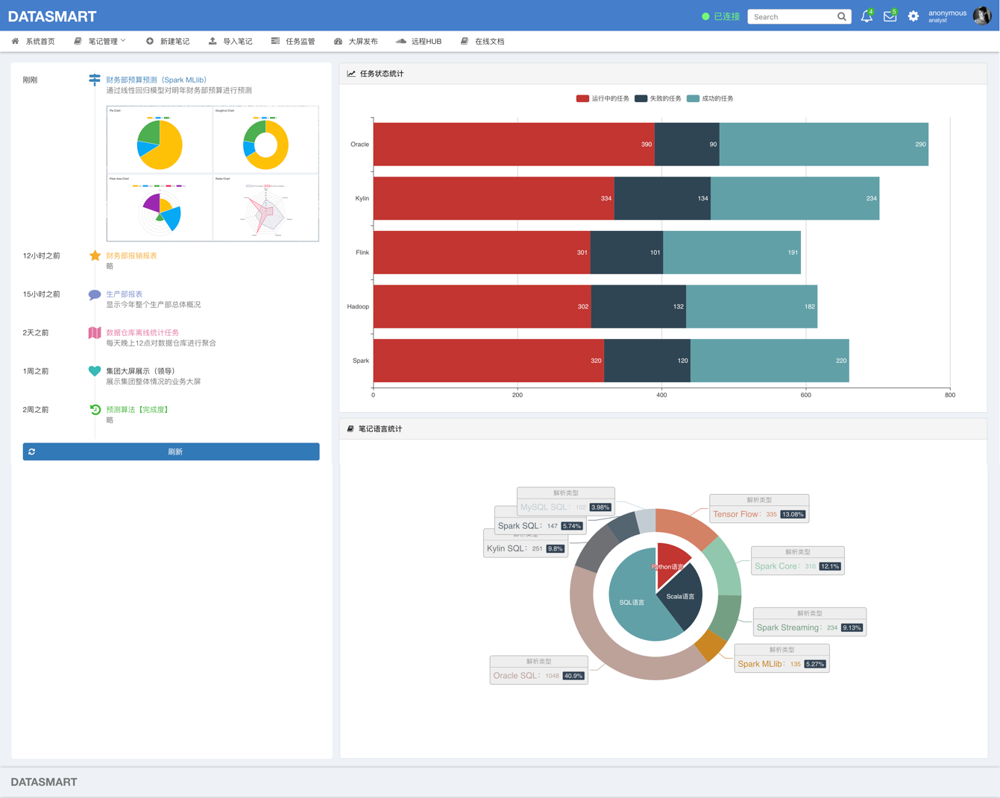 DATASMART
已连接
Search
4
5
anonymous
analyst
系统首页
笔记管理
新建笔记
导入笔记
任务监管
大屏发布
远程HUB
在线文档
刚刚
财务部预算预测（Spark MLlib）
通过线性回归模型对明年财务部预算进行预测
Pie Chart
Doughnut Chart
Polar Area Chart
Radar Chart
12小时之前
财务部报销报表
略
15小时之前
生产部报表
显示今年整个生产部总体概况
2天之前
数据仓库离线统计任务
每天晚上12点对数据仓库进行聚合
1周之前
集团大屏展示（领导）
展示集团整体情况的业务大屏
2周之前
预测算法【完成度】
略
刷新
任务状态统计
运行中的任务
失败的任务
成功的任务
Oracle
390
90
290
Kylin
334
134
234
Flink
301
101
191
Hadoop
302
132
182
Spark
320
120
220
0
200
400
600
800
笔记语言统计
解析类型
MySQL SQL： 102 3.98%
Spark SQL： 147 5.74%
解析类型
Kylin SQL： 251 9.8%
解析类型
Tensor Flow： 335 13.08%
解析类型
Spark Core： 310 12.1%
解析类型
Spark Streaming： 234 9.13%
解析类型
Spark MLlib： 135 5.27%
解析类型
Oracle SQL： 1048 40.9%
Python语言
Scala语言
SQL语言
DATASMART